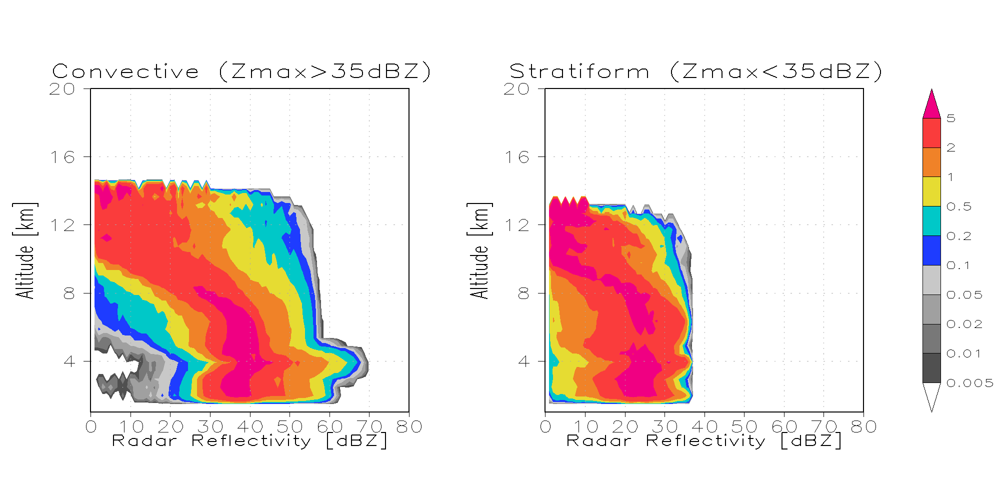 Convective (Zmax>35dBZ)
20
16
12
8
4
Altitude [km]
0 10 20 30 40 50 60 70 80
Radar Reflectivity [dBZ]
Stratiform (Zmax<35dBZ)
20
16
12
8
4
Altitude [km]
0 10 20 30 40 50 60 70 80
Radar Reflectivity [dBZ]
5
2
1
0.5
0.2
0.1
0.05
0.02
0.01
0.005